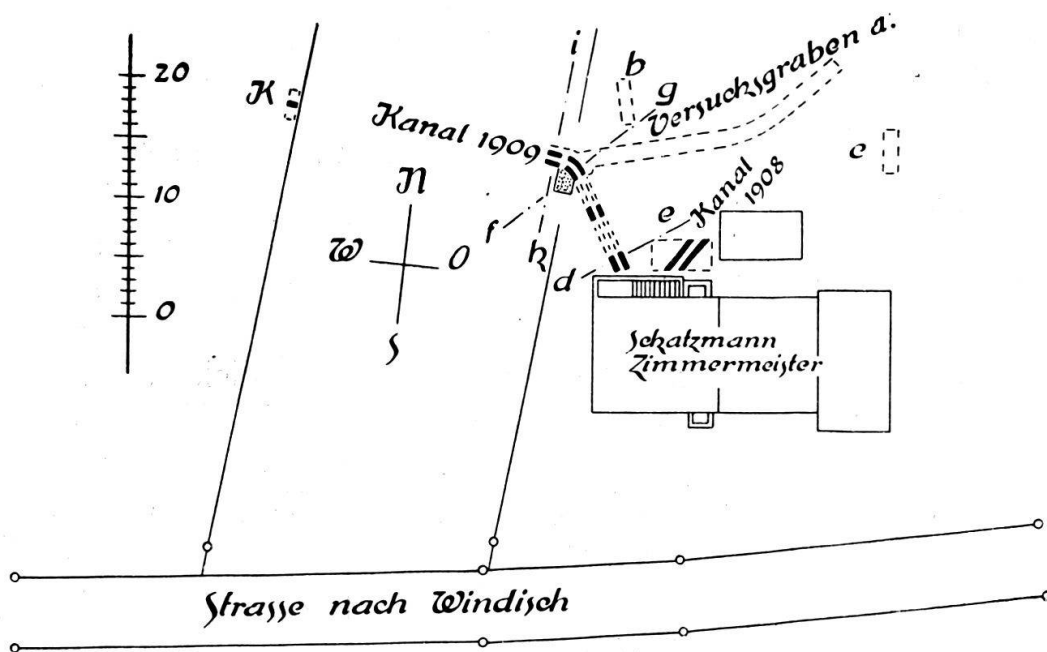 20
10
0
K
Kanal 1909
N
W
O
S
i
b
g
Versuchsgraben a.
c
f
h
e
Kanal
1908
d
Schatzmann
Zimmermeister
Strasse nach Windisch